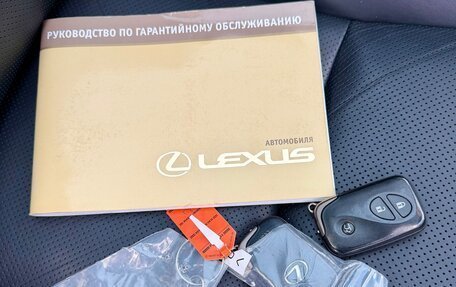 РУКОВОДСТВО ПО ГАРАНТИЙНОМУ ОБСЛУЖИВАНИЮ
АВТОМОБИЛЯ
LEXUS